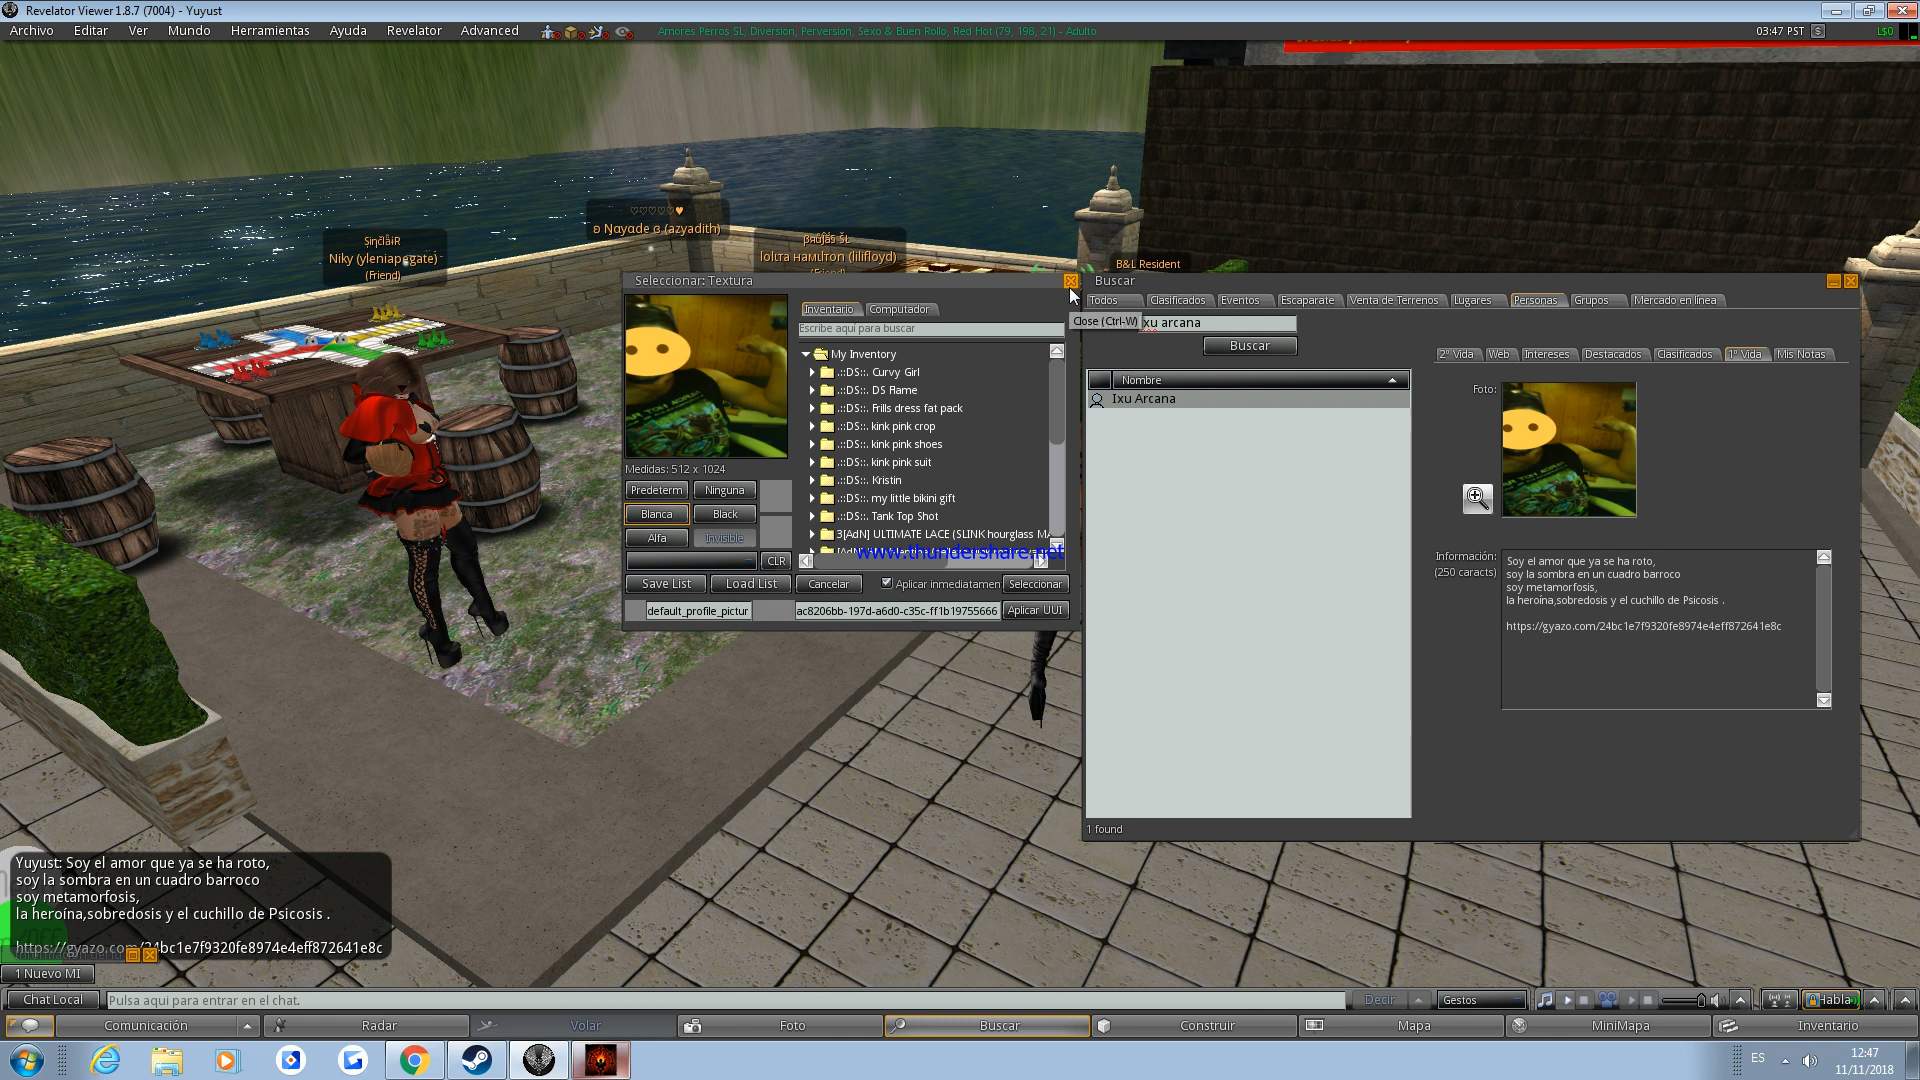 Revelator Viewer 1.8.7 (7004) - Yuyust
Archivo Editar Ver Mundo Herramientas Ayuda Revelator Advanced
Amores Perros SL, Diversion, Perversion, Sexo & Buen Rollo, Red Hot (79, 198, 21) - Adulto
03:47 PST
L$0
Niky (yleniapagate)
(Friend)
(azyadith)
lolιта нaмιlтon (lilifloyd)
B&L Resident
Seleccionar: Textura
Inventario Computador
Escribe aquí para buscar
My Inventory
.::DS::. Curvy Girl
.::DS::. DS Flame
.::DS::. Frills dress fat pack
.::DS::. kink pink crop
.::DS::. kink pink shoes
.::DS::. kink pink suit
.::DS::. Kristin
.::DS::. my little bikini gift
.::DS::. Tank Top Shot
3[AdN] ULTIMATE LACE (SLINK hourglass MA
www.thundershare.net
Medidas: 512 x 1024
Predeterm Ninguna
Blanca Black
Alfa Invisible
CLR
Save List Load List Cancelar Aplicar inmediatamen Seleccionar
default_profile_pictur ac8206bb-197d-a6d0-c35c-ff1b19755666 Aplicar UUI
Close (Ctrl-W)
Buscar
Todos Clasificados Eventos Escaparate Venta de Terrenos Lugares Personas Grupos Mercado en línea
xu arcana
Buscar
Nombre
Ixu Arcana
1 found
2ª Vida Web Intereses Destacados Clasificados 1ª Vida Mis Notas
Foto:
Información:
(250 caracts)
Soy el amor que ya se ha roto,
soy la sombra en un cuadro barroco
soy metamorfosis,
la heroína,sobredosis y el cuchillo de Psicosis .
https://gyazo.com/24bc1e7f9320fe8974e4eff872641e8c
Yuyust: Soy el amor que ya se ha roto,
soy la sombra en un cuadro barroco
soy metamorfosis,
la heroína,sobredosis y el cuchillo de Psicosis .
https://gyazo.com/24bc1e7f9320fe8974e4eff872641e8c
1 Nuevo MI
Chat Local Pulsa aquí para entrar en el chat. Decir Gestos Habla
Comunicación Radar Volar Foto Buscar Construir Mapa MiniMapa Inventario
ES
12:47
11/11/2018